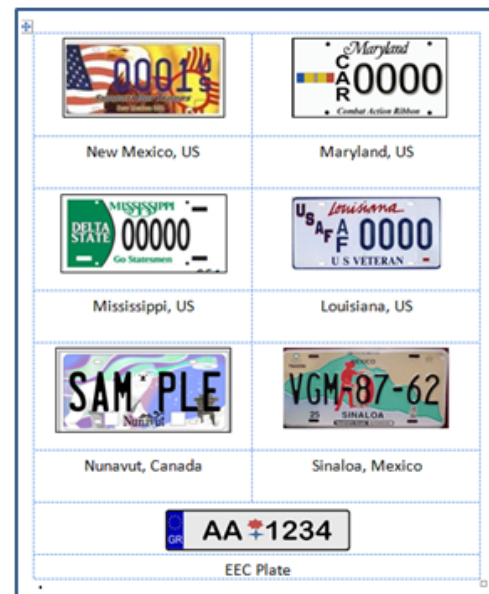 0001 US
Maryland
CAR 0000
Combat Action Ribbon
New Mexico, US
Maryland, US
MISSISSIPPI
DELTA STATE 00000
Go Statesmen
Louisiana
USAF AF 0000
U S VETERAN
Mississippi, US
Louisiana, US
SAM PLE
Nunavut
MEXICO
VGM-87-62
25 SINALOA
Nunavut, Canada
Sinaloa, Mexico
GR AA 1234
EEC Plate